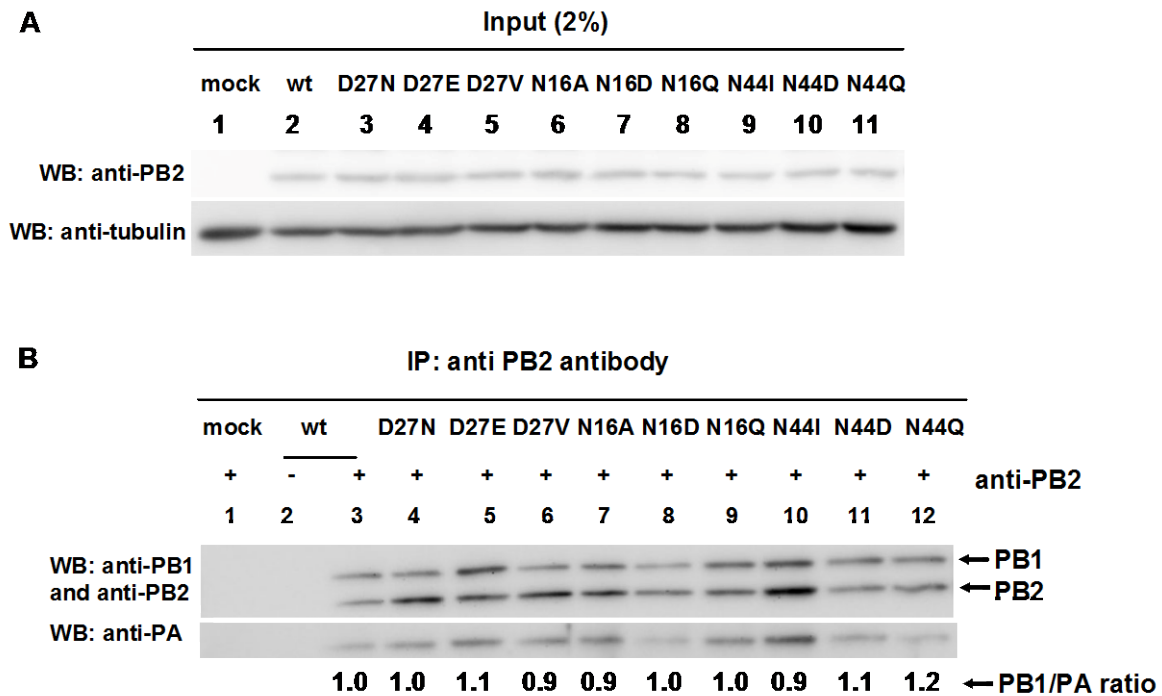 A
Input (2%)
mock wt D27N D27E D27V N16A N16D N16Q N44I N44D N44Q
1 2 3 4 5 6 7 8 9 10 11
WB: anti-PB2
WB: anti-tubulin
B
IP: anti PB2 antibody
mock wt D27N D27E D27V N16A N16D N16Q N44I N44D N44Q
+ - + + + + + + + + + + anti-PB2
1 2 3 4 5 6 7 8 9 10 11 12
WB: anti-PB1 ←PB1
and anti-PB2 ←PB2
WB: anti-PA
1.0 1.0 1.1 0.9 0.9 1.0 1.0 0.9 1.1 1.2 ←PB1/PA ratio